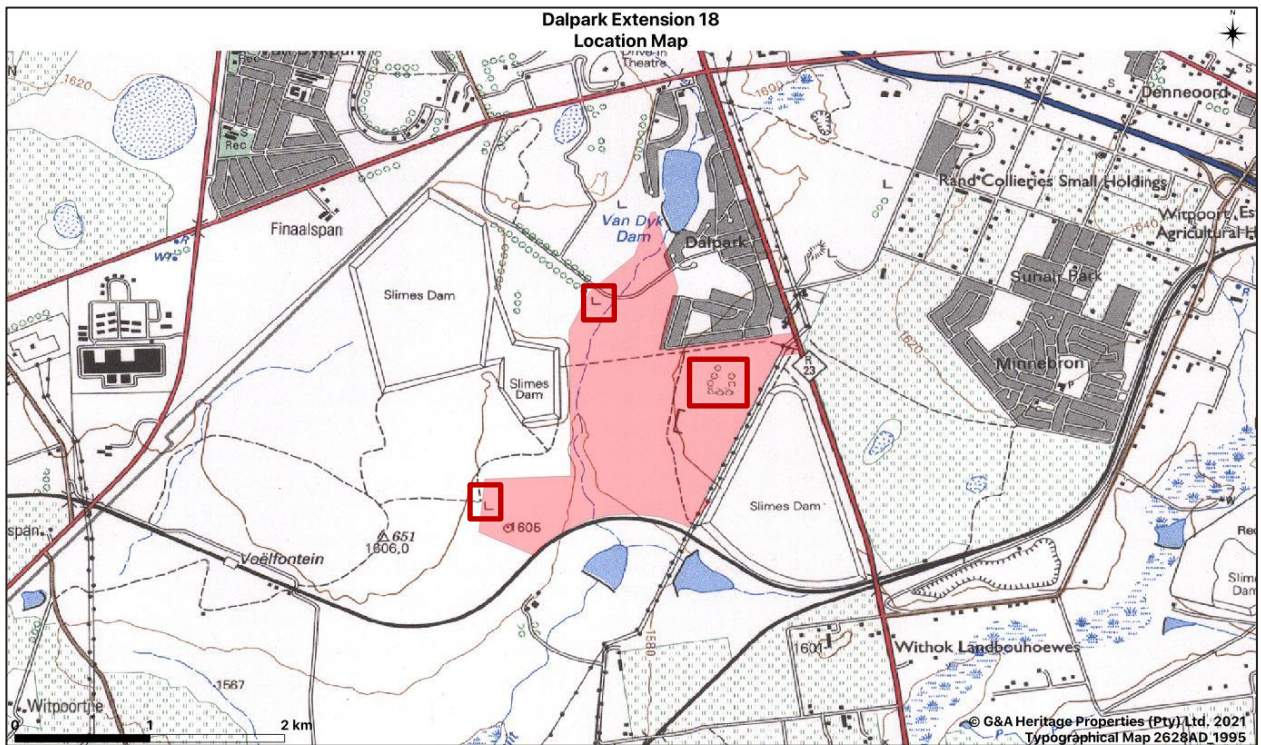 Dalpark Extension 18
Location Map
N
Drive-In
Theatre
1620
Rec
1600
S
S
Denneoord
Rec
Rand Collieries Small Holdings
Van Dyk
Dam
Finaalspan
Dalpark
Witpoort Es
Agricultural H
1640
R
W
Sunair Park
Slimes Dam
R
1620
Minnebron
P
23
Slimes
Dam
Slimes Dam
W
1605
651
1606,0
span
Voëlfontein
1580
1601
Withok Landbouhoewes
1567
Witpoortjie
P
0 1 2 km
© G&A Heritage Properties (Pty) Ltd. 2021
Typographical Map 2628AD_1995